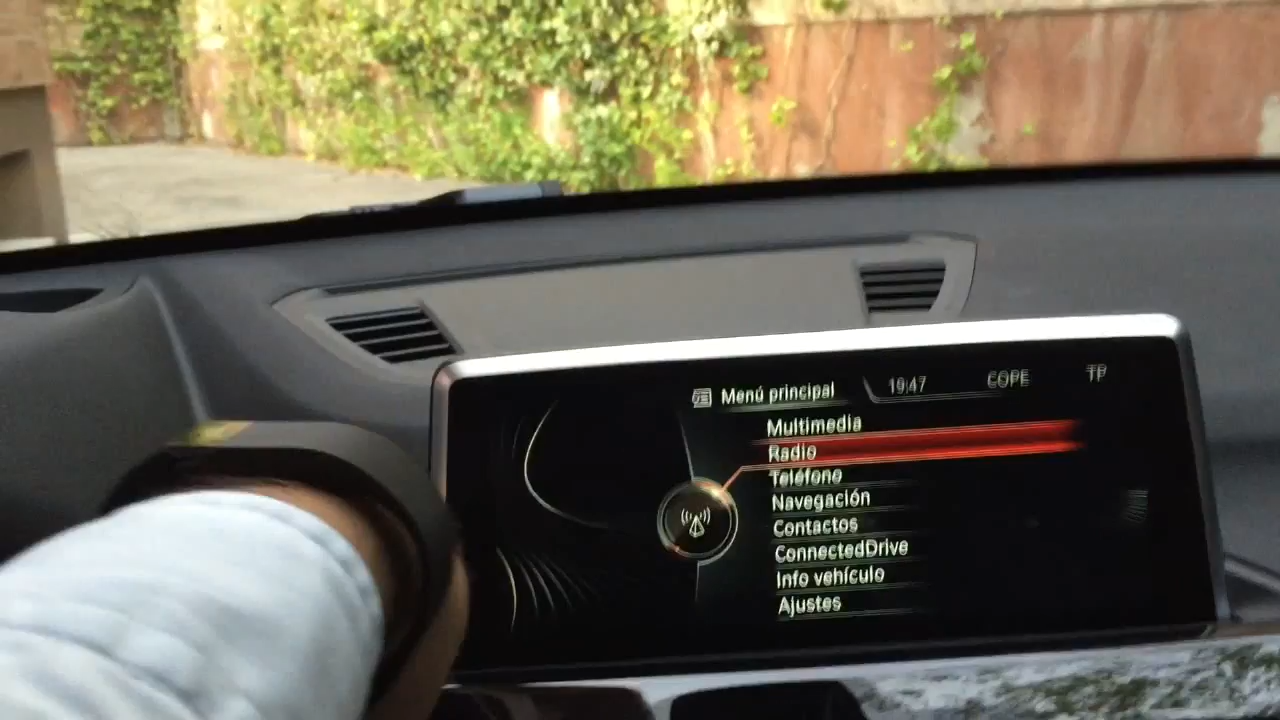 Menú principal 19:47 COPE TP
Multimedia
Radio
Teléfono
Navegación
Contactos
ConnectedDrive
Info vehículo
Ajustes